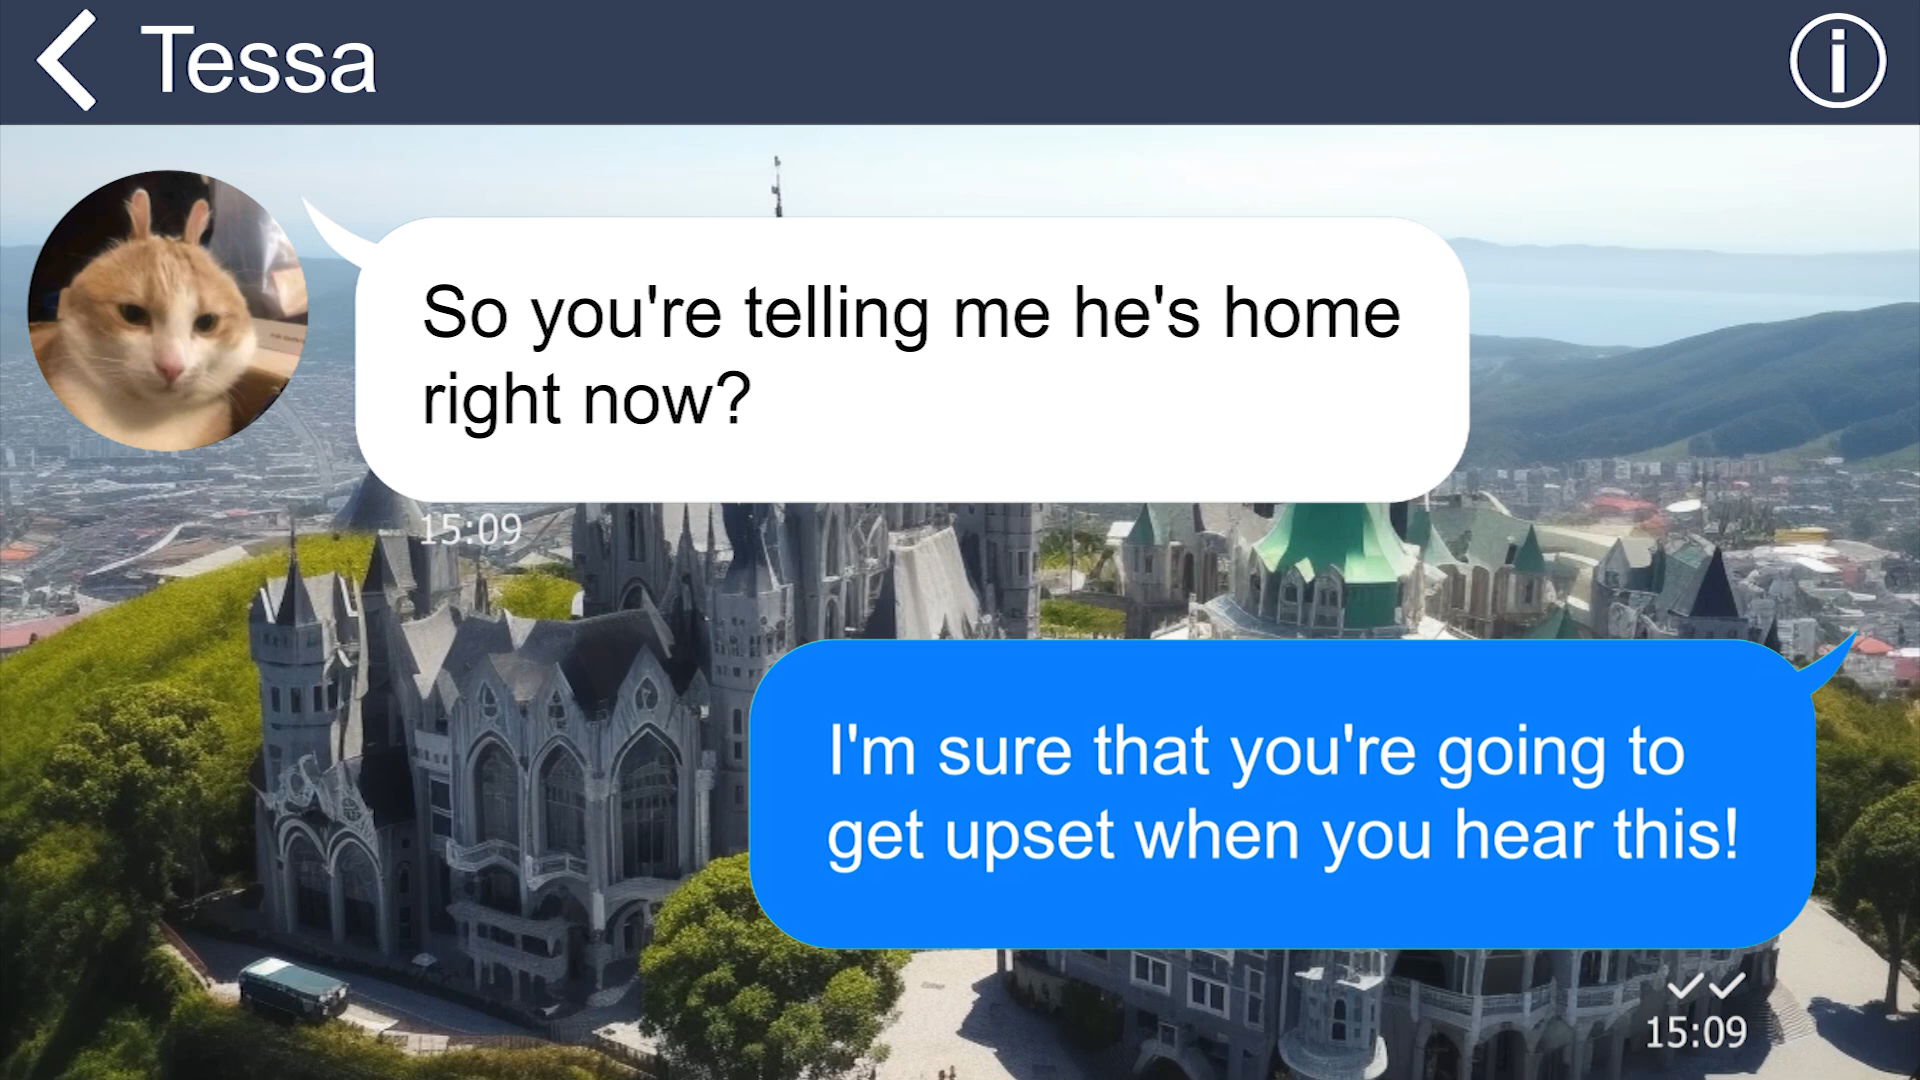 Tessa
So you're telling me he's home
right now?
15:09
I'm sure that you're going to
get upset when you hear this!
15:09